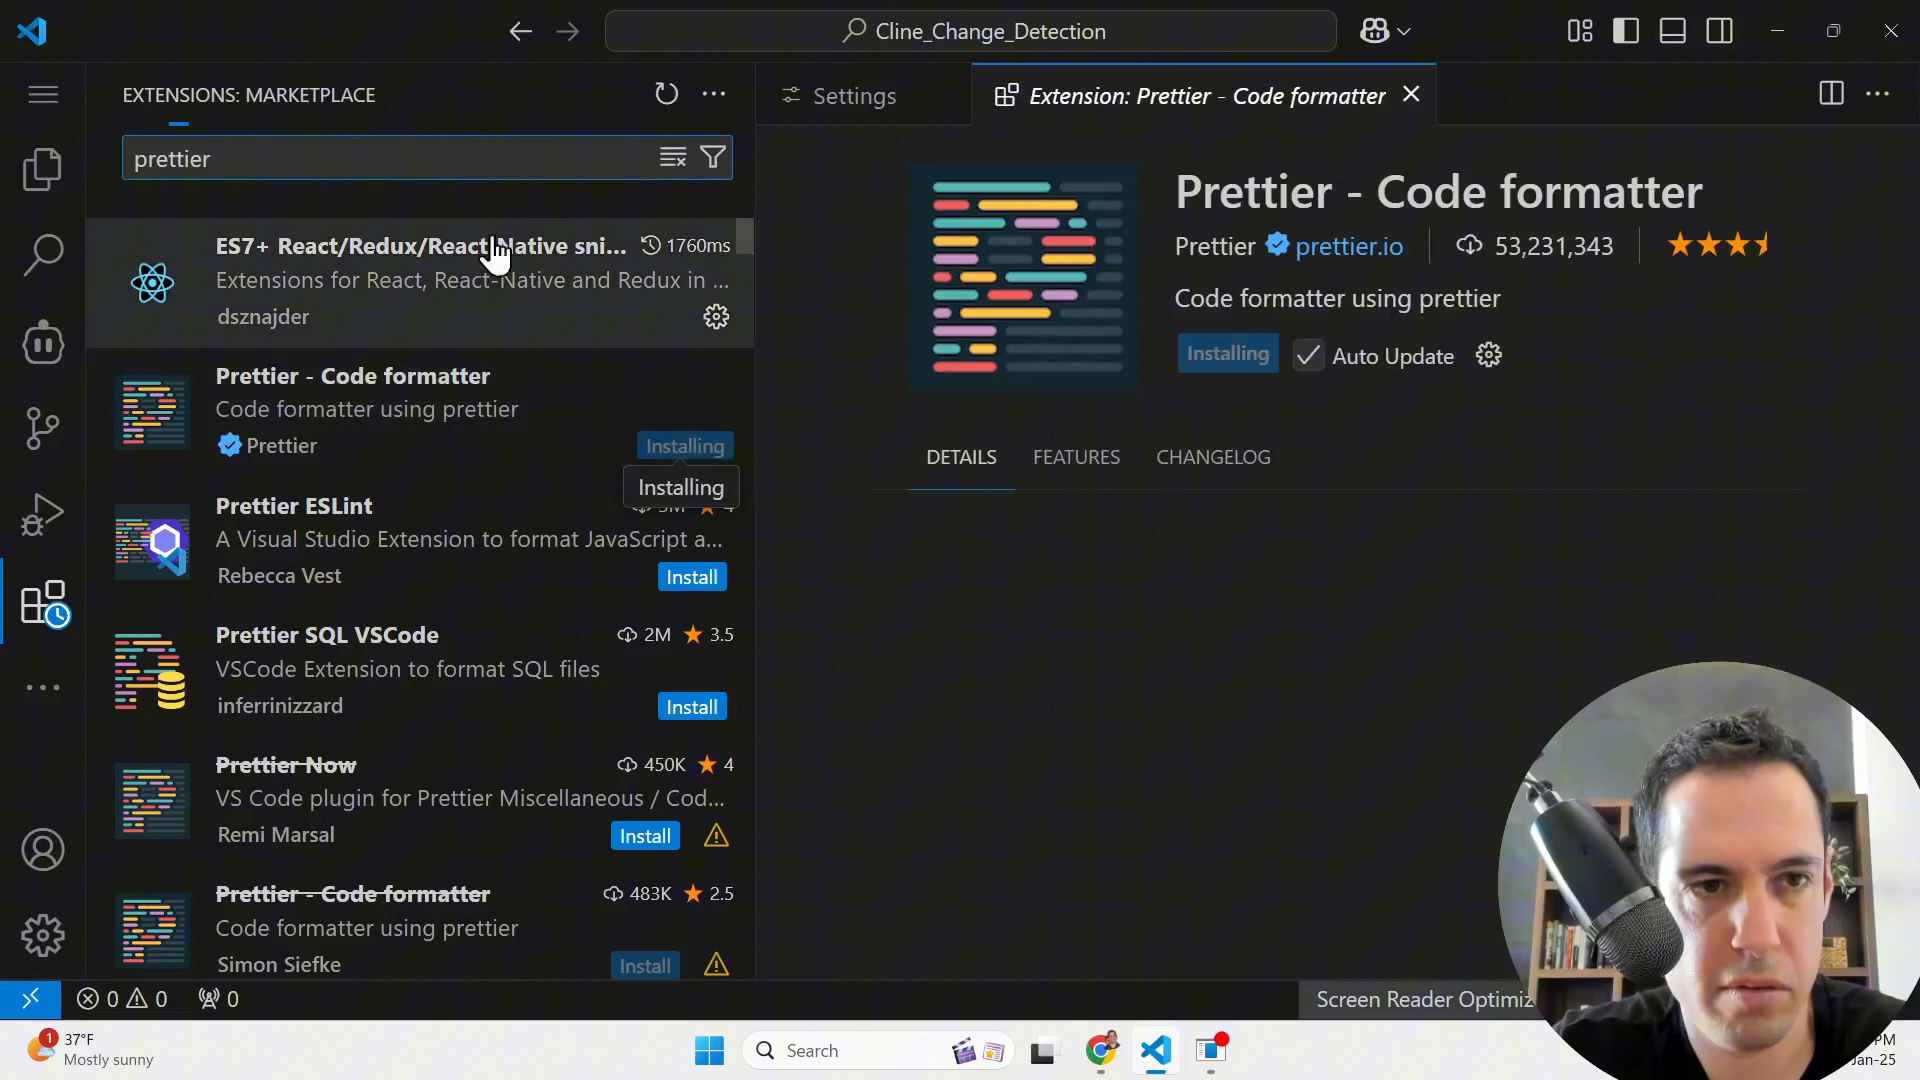 Cline_Change_Detection
EXTENSIONS: MARKETPLACE
Settings
Extension: Prettier - Code formatter
prettier
Prettier - Code formatter
Prettier prettier.io 53,231,343
Code formatter using prettier
Installing Auto Update
DETAILS FEATURES CHANGELOG
ES7+ React/Redux/React-Native sni... 1760ms
Extensions for React, React-Native and Redux in ...
dsznajder
Prettier - Code formatter
Code formatter using prettier
Prettier
Installing
Installing
Prettier ESLint
A Visual Studio Extension to format JavaScript a...
Rebecca Vest
Install
Prettier SQL VSCode 2M 3.5
VSCode Extension to format SQL files
inferrinizzard
Install
Prettier Now 450K 4
VS Code plugin for Prettier Miscellaneous / Cod...
Remi Marsal
Install
Prettier - Code formatter 483K 2.5
Code formatter using prettier
Simon Siefke
Install
0 0 0
Screen Reader Optimiz
1
37°F
Mostly sunny
Search
PM
an-25